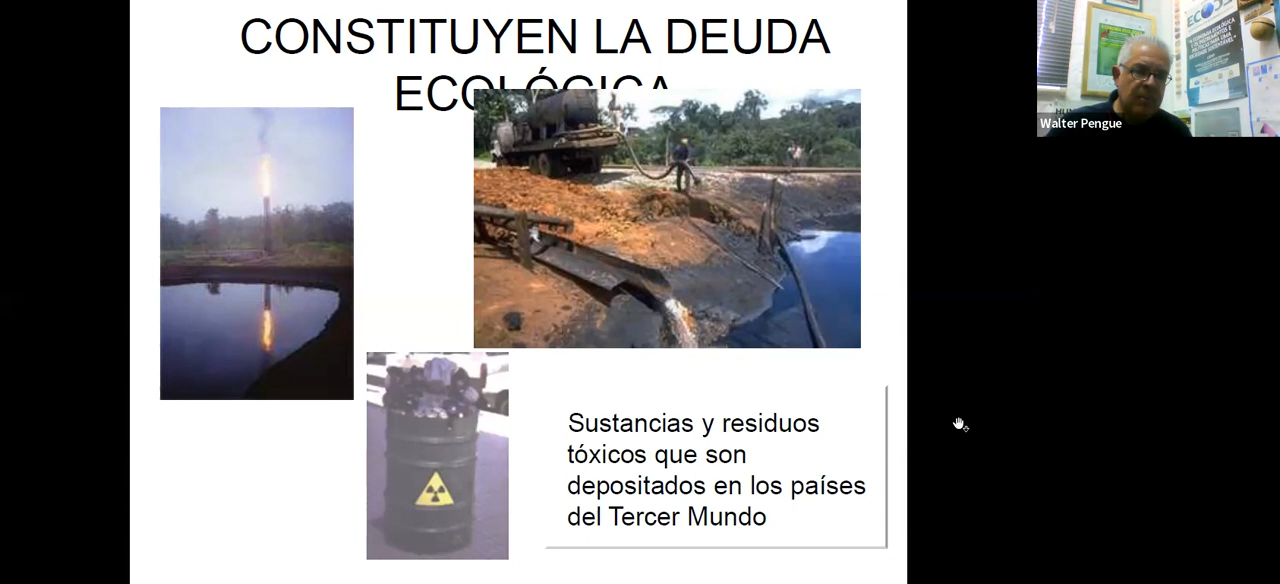 CONSTITUYEN LA DEUDA
ECOLÓGICA
Walter Pengue
Sustancias y residuos
tóxicos que son
depositados en los países
del Tercer Mundo